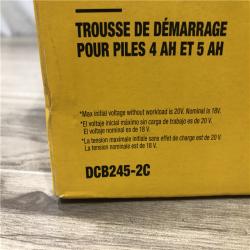 TROUSSE DE DÉMARRAGE
POUR PILES 4 AH ET 5 AH
*Max initial voltage without workload is 20V. Nominal is 18V.
*El voltaje inicial máximo sin carga de trabajo es de 20 V.
El voltaje nominal es de 18 V.
*La tension maximale initiale sans effet de charge est de 20 V.
La tension nominale est de 18 V.
DCB245-2C